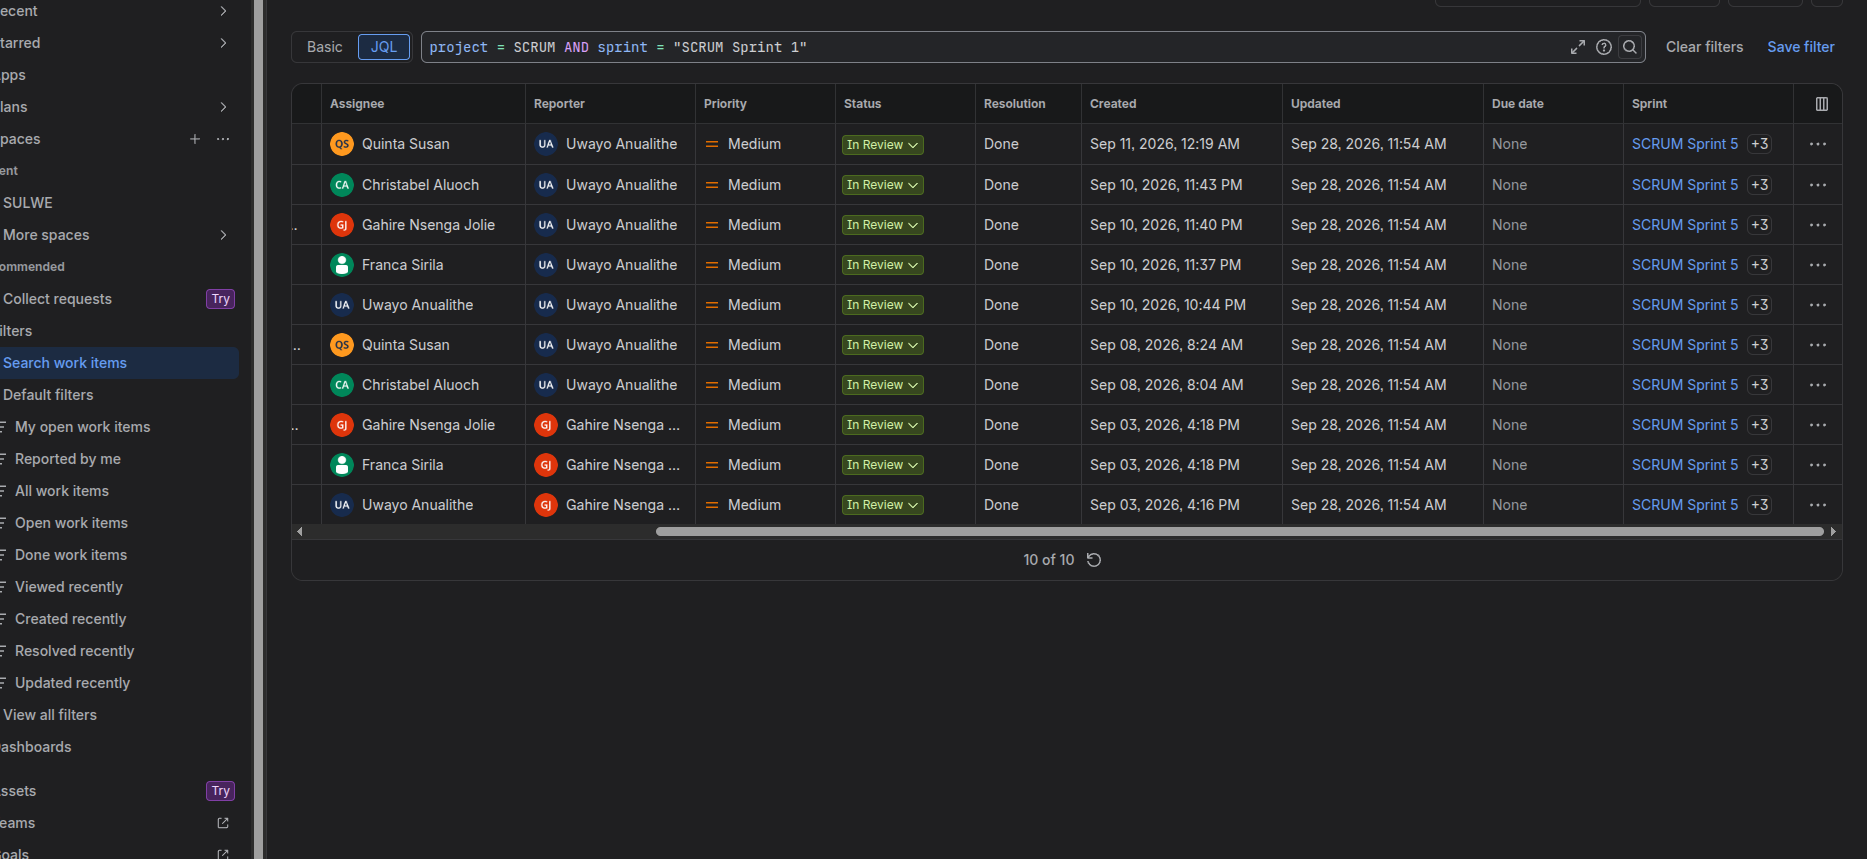 ecent
tarred
pps
lans
paces
ent
SULWE
More spaces
ommended
Collect requests Try
ilters
Search work items
Default filters
My open work items
Reported by me
All work items
Open work items
Done work items
Viewed recently
Created recently
Resolved recently
Updated recently
View all filters
ashboards
ssets Try
eams
oals
Basic JQL project = SCRUM AND sprint = "SCRUM Sprint 1" Clear filters Save filter
Assignee Reporter Priority Status Resolution Created Updated Due date Sprint
QS Quinta Susan UA Uwayo Anualithe Medium In Review Done Sep 11, 2026, 12:19 AM Sep 28, 2026, 11:54 AM None SCRUM Sprint 5 +3 ...
CA Christabel Aluoch UA Uwayo Anualithe Medium In Review Done Sep 10, 2026, 11:43 PM Sep 28, 2026, 11:54 AM None SCRUM Sprint 5 +3 ...
.. GJ Gahire Nsenga Jolie UA Uwayo Anualithe Medium In Review Done Sep 10, 2026, 11:40 PM Sep 28, 2026, 11:54 AM None SCRUM Sprint 5 +3 ...
Franca Sirila UA Uwayo Anualithe Medium In Review Done Sep 10, 2026, 11:37 PM Sep 28, 2026, 11:54 AM None SCRUM Sprint 5 +3 ...
UA Uwayo Anualithe UA Uwayo Anualithe Medium In Review Done Sep 10, 2026, 10:44 PM Sep 28, 2026, 11:54 AM None SCRUM Sprint 5 +3 ...
.. QS Quinta Susan UA Uwayo Anualithe Medium In Review Done Sep 08, 2026, 8:24 AM Sep 28, 2026, 11:54 AM None SCRUM Sprint 5 +3 ...
CA Christabel Aluoch UA Uwayo Anualithe Medium In Review Done Sep 08, 2026, 8:04 AM Sep 28, 2026, 11:54 AM None SCRUM Sprint 5 +3 ...
.. GJ Gahire Nsenga Jolie GJ Gahire Nsenga ... Medium In Review Done Sep 03, 2026, 4:18 PM Sep 28, 2026, 11:54 AM None SCRUM Sprint 5 +3 ...
Franca Sirila GJ Gahire Nsenga ... Medium In Review Done Sep 03, 2026, 4:18 PM Sep 28, 2026, 11:54 AM None SCRUM Sprint 5 +3 ...
UA Uwayo Anualithe GJ Gahire Nsenga ... Medium In Review Done Sep 03, 2026, 4:16 PM Sep 28, 2026, 11:54 AM None SCRUM Sprint 5 +3 ...
10 of 10